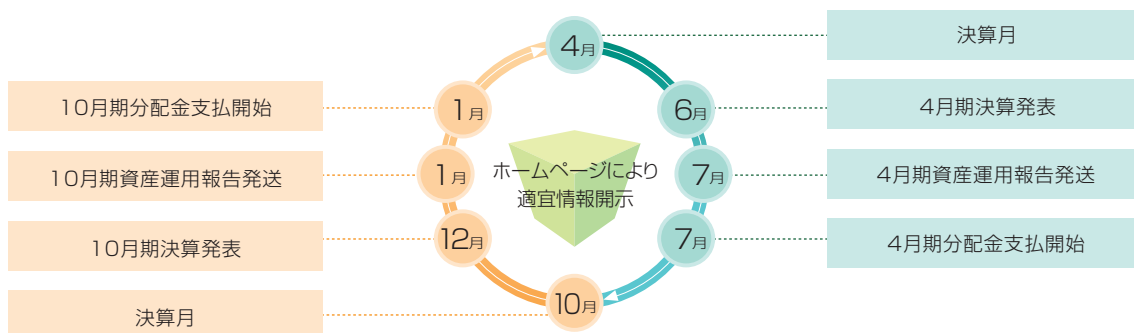 4月
決算月
6月
4月期決算発表
7月
4月期資産運用報告発送
7月
4月期分配金支払開始
10月
決算月
12月
10月期決算発表
1月
10月期資産運用報告発送
1月
10月期分配金支払開始
ホームページにより
適宜情報開示